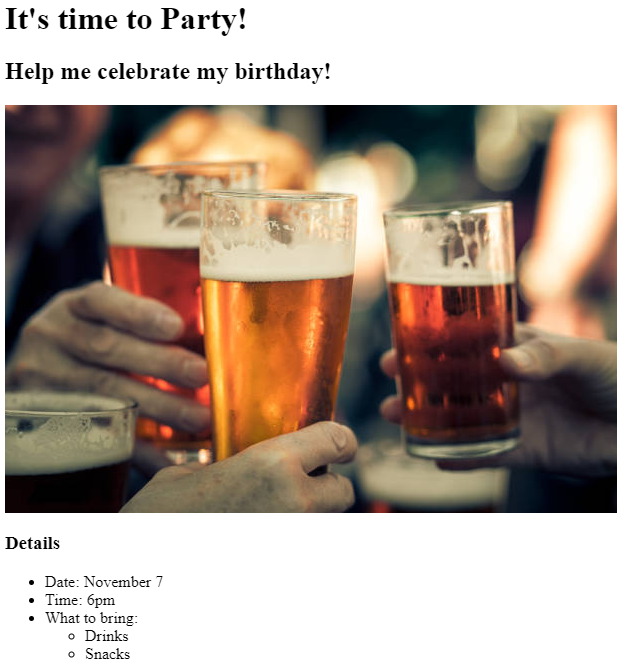 It's time to Party!
Help me celebrate my birthday!
Details
Date: November 7
Time: 6pm
What to bring:
Drinks
Snacks